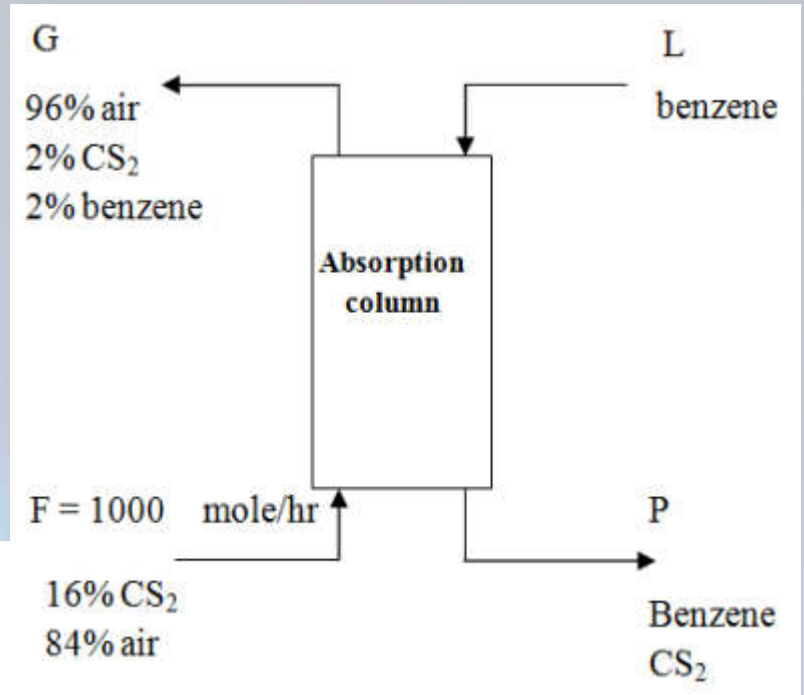 G
96% air
2% CS₂
2% benzene
L
benzene
Absorption
column
F = 1000 mole/hr
16% CS₂
84% air
P
Benzene
CS₂